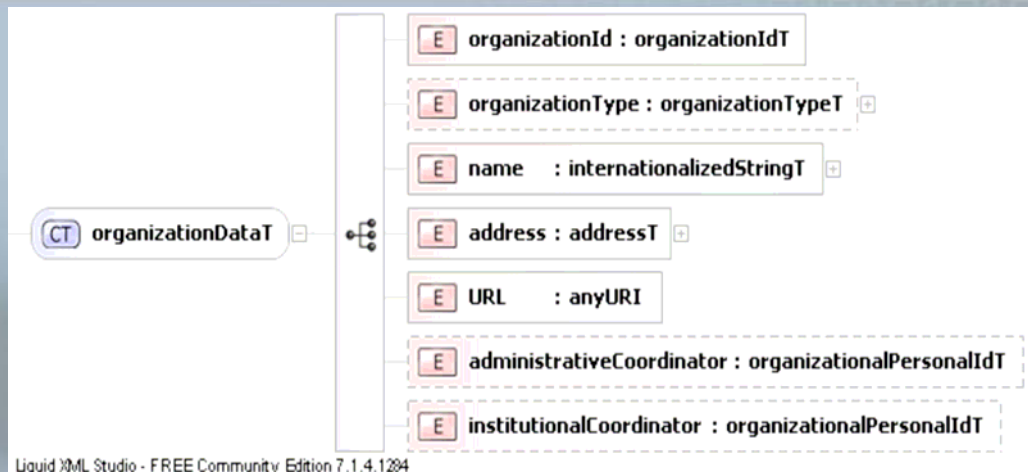 E organizationId : organizationIdT
E organizationType : organizationTypeT
E name : internationalizedStringT
CT organizationDataT
E address : addressT
E URL : anyURI
E administrativeCoordinator : organizationalPersonalIdT
E institutionalCoordinator : organizationalPersonalIdT
Liquid XML Studio - FREE Community Edition 7.1.4.1284